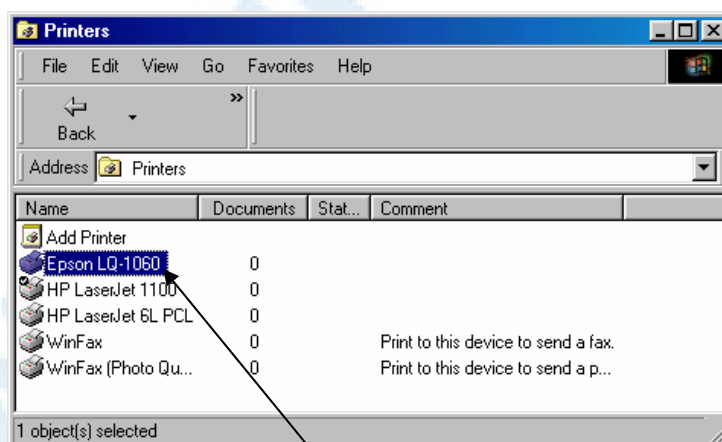 Printers
File Edit View Go Favorites Help
Back »
Address Printers
Name Documents Stat... Comment
Add Printer
Epson LQ-1060 0
HP LaserJet 1100 0
HP LaserJet 6L PCL 0
WinFax 0 Print to this device to send a fax.
WinFax (Photo Qu... 0 Print to this device to send a p...
1 object(s) selected